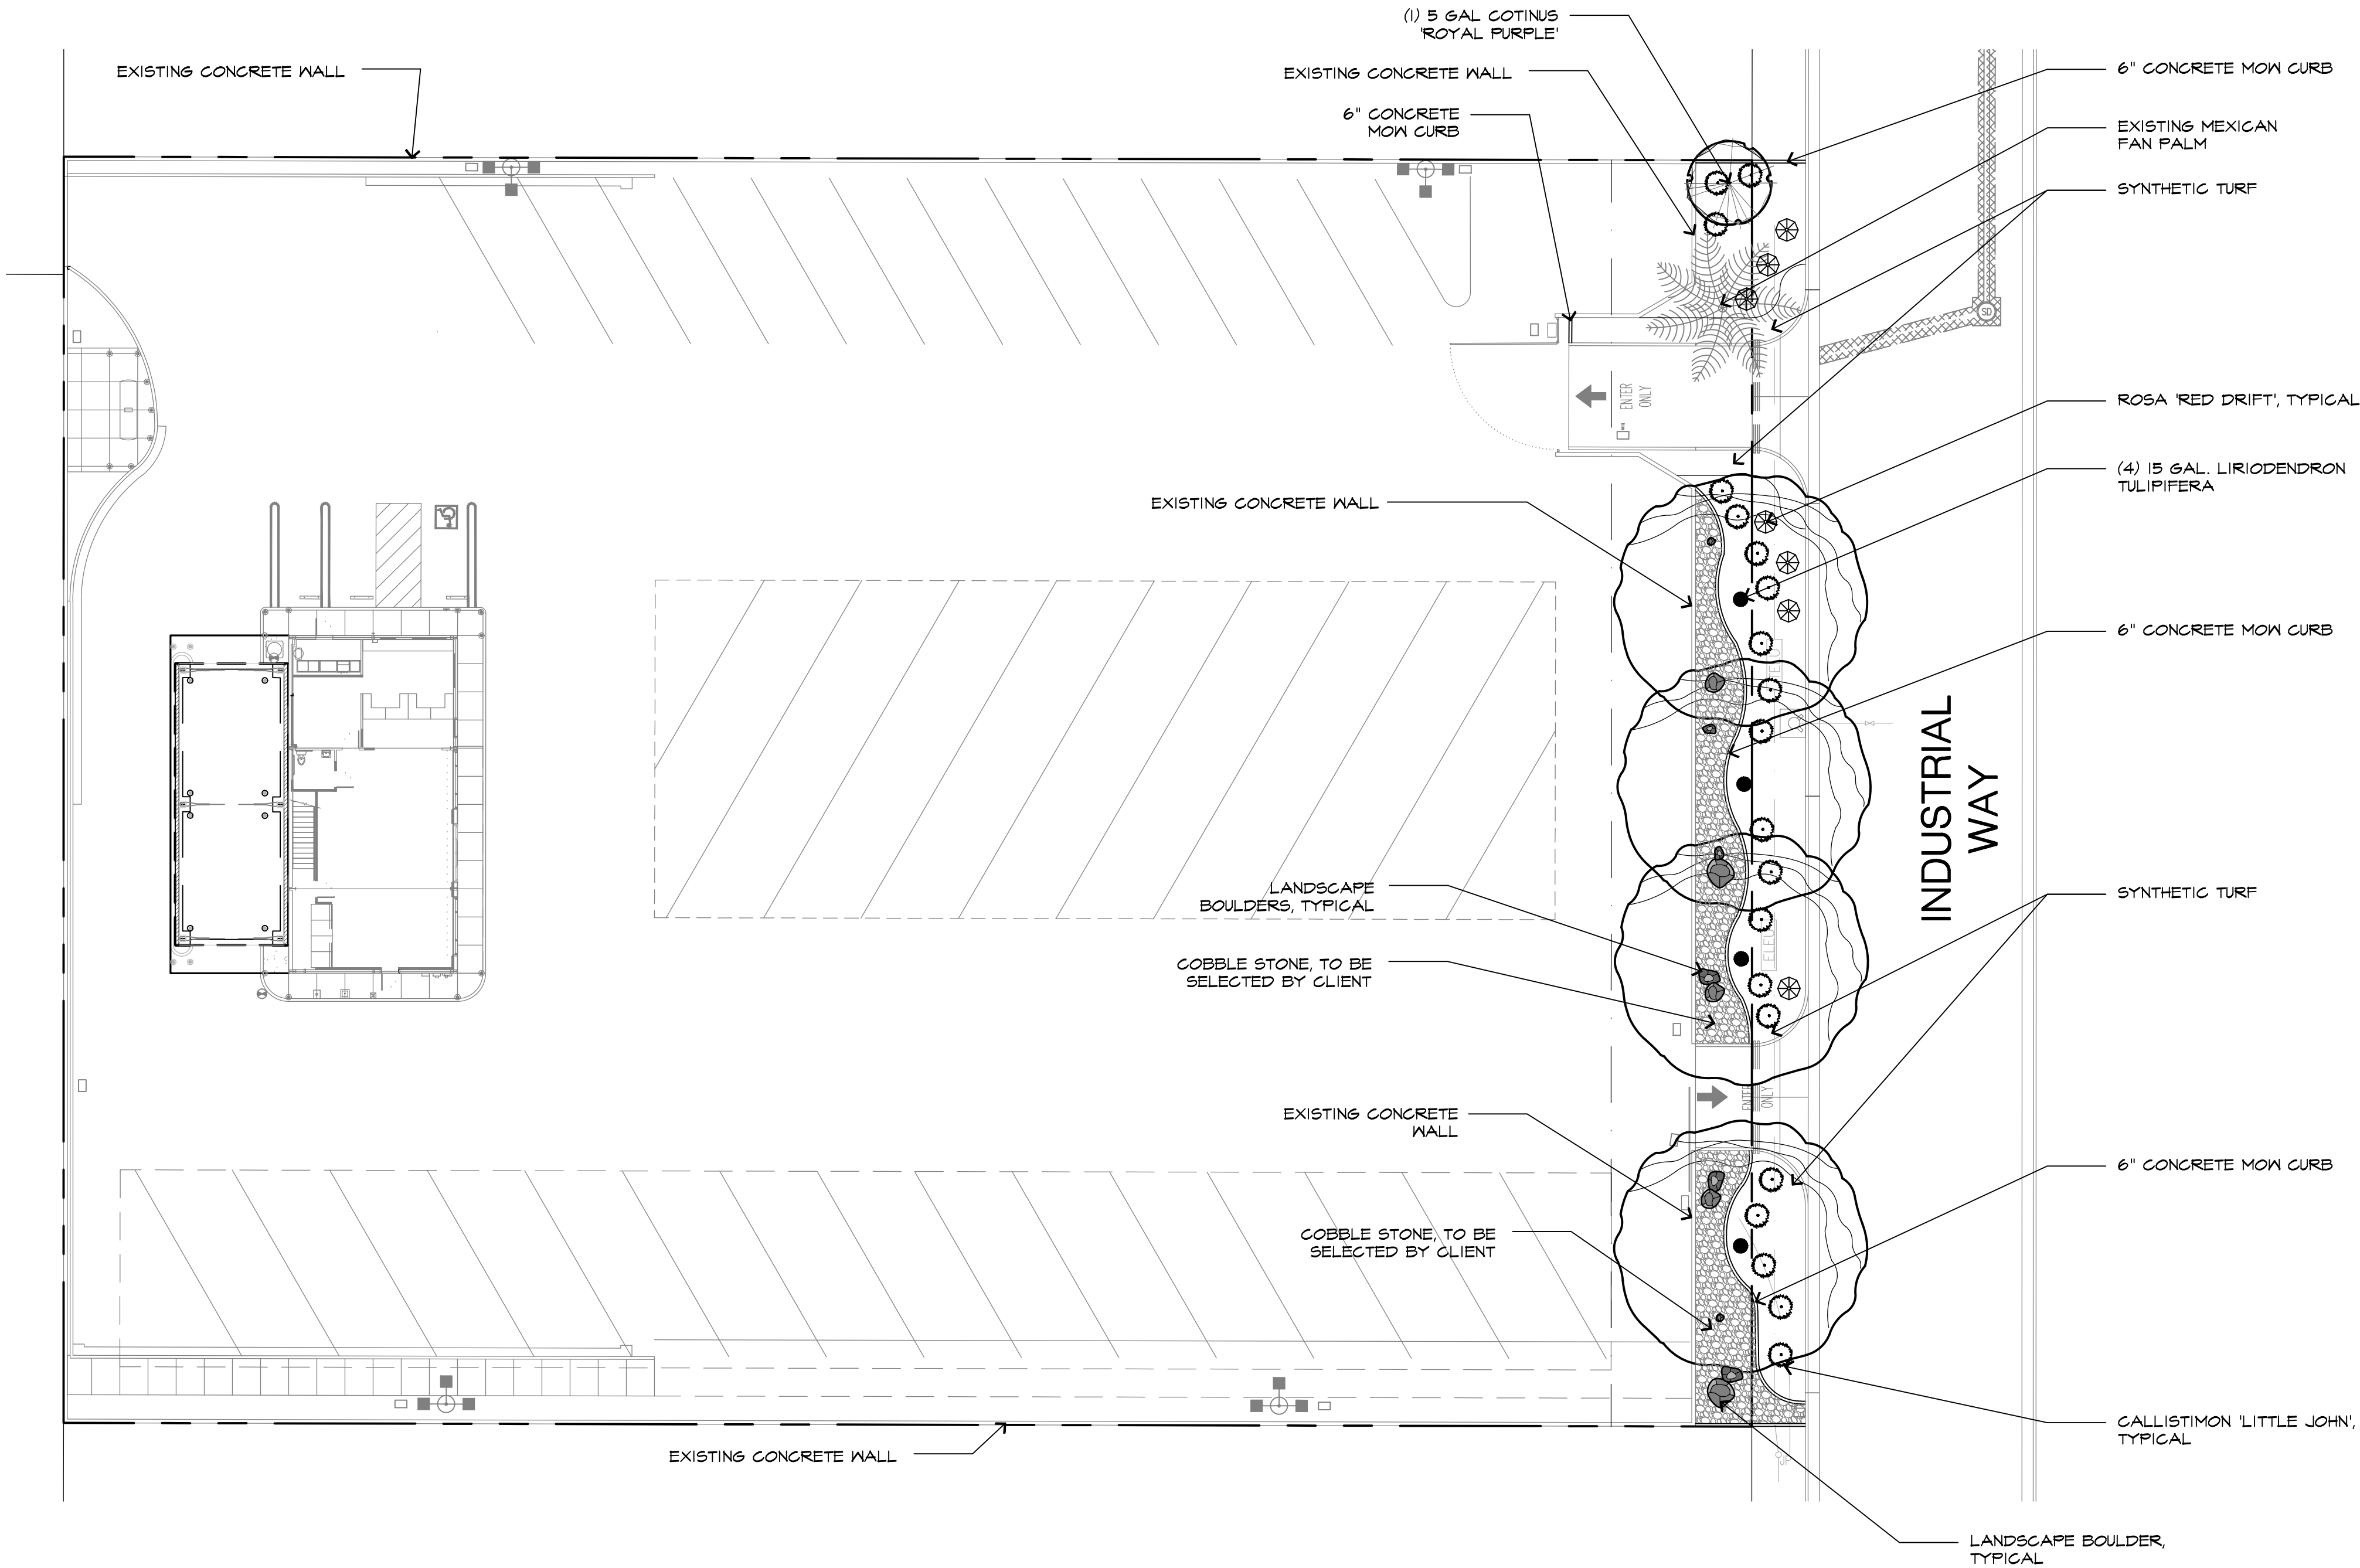 (1) 5 GAL COTINUS
'ROYAL PURPLE'
EXISTING CONCRETE WALL
EXISTING CONCRETE WALL
6" CONCRETE
MOW CURB
6" CONCRETE MOW CURB
EXISTING MEXICAN
FAN PALM
SYNTHETIC TURF
SD
ENTER
ONLY
ROSA 'RED DRIFT', TYPICAL
(4) 15 GAL. LIRIODENDRON
TULIPIFERA
EXISTING CONCRETE WALL
6" CONCRETE MOW CURB
INDUSTRIAL
WAY
LANDSCAPE
BOULDERS, TYPICAL
SYNTHETIC TURF
COBBLE STONE, TO BE
SELECTED BY CLIENT
ENTER
ONLY
EXISTING CONCRETE
WALL
6" CONCRETE MOW CURB
COBBLE STONE, TO BE
SELECTED BY CLIENT
CALLISTIMON 'LITTLE JOHN',
TYPICAL
EXISTING CONCRETE WALL
LANDSCAPE BOULDER,
TYPICAL